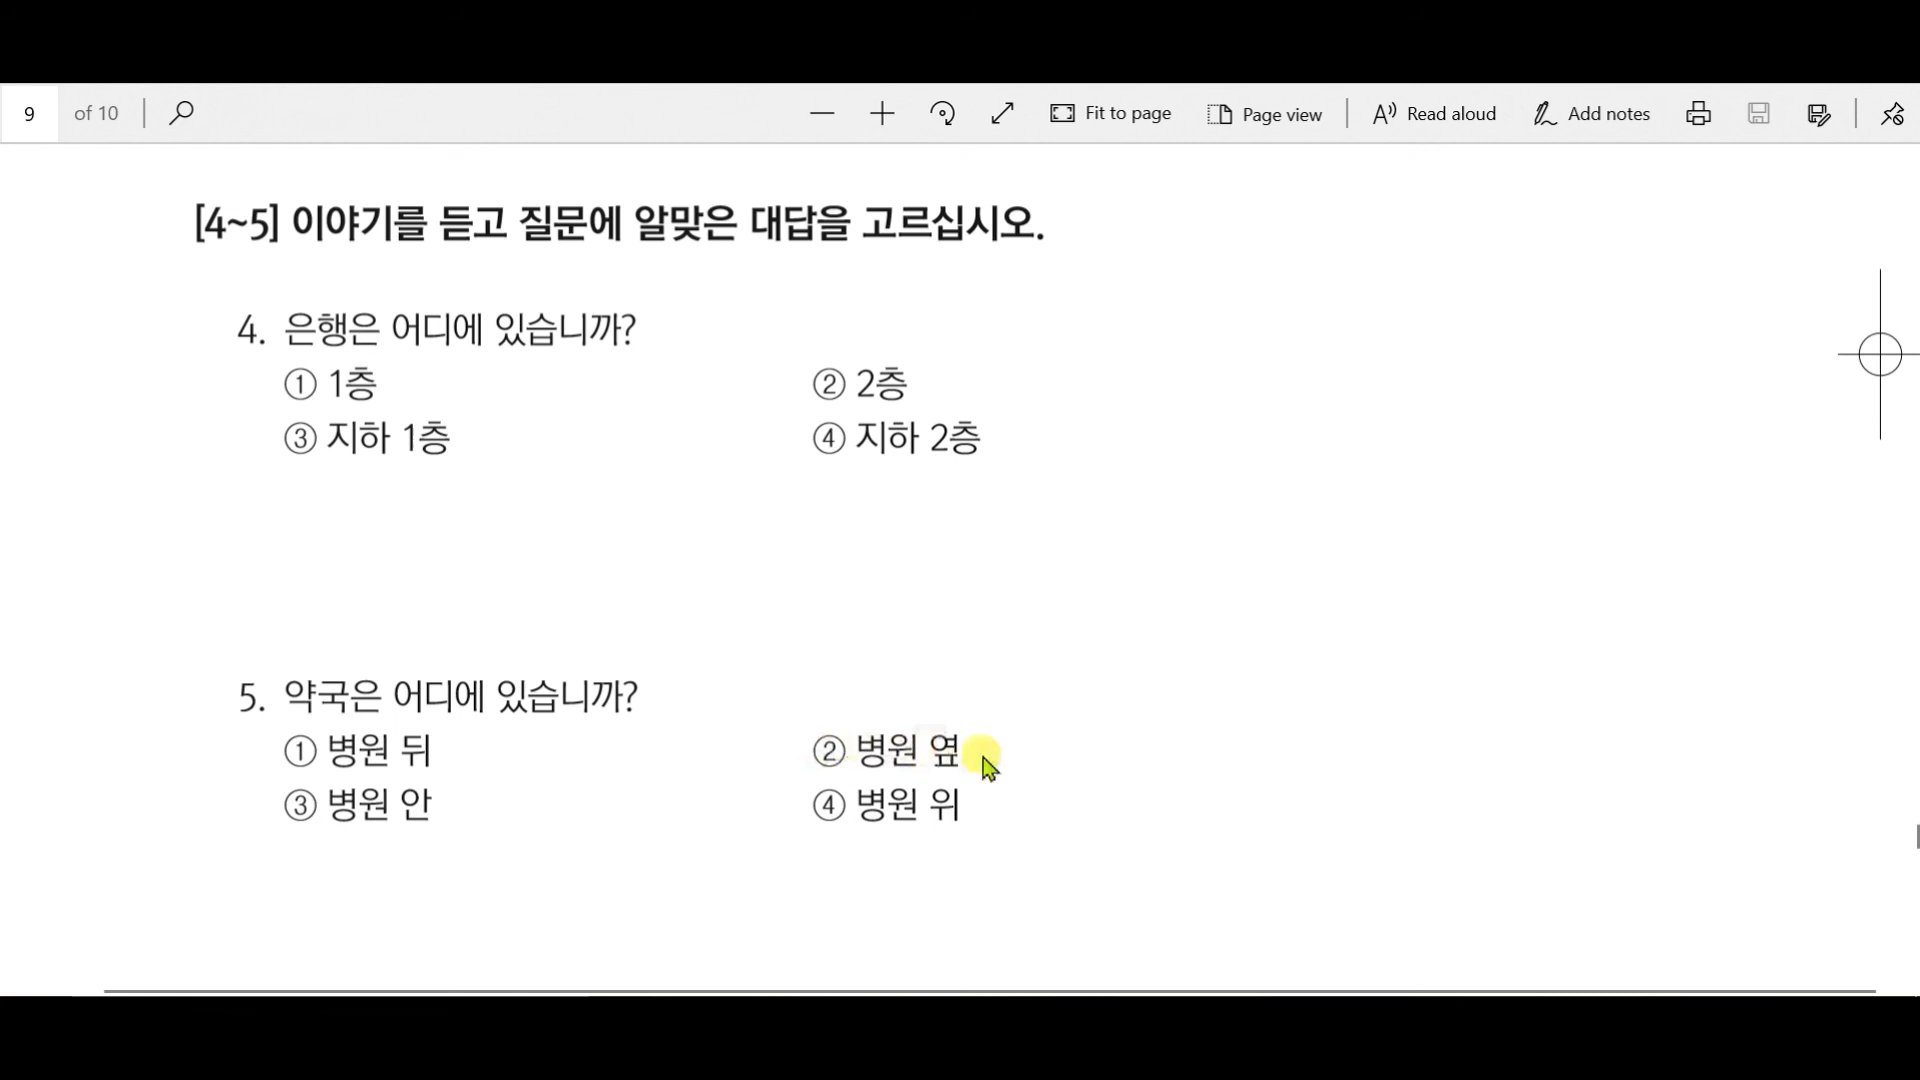 9 of 10 Fit to page Page view Read aloud Add notes
[4~5] 이야기를 듣고 질문에 알맞은 대답을 고르십시오.
4. 은행은 어디에 있습니까?
① 1층 ② 2층
③ 지하 1층 ④ 지하 2층
5. 약국은 어디에 있습니까?
① 병원 뒤 ② 병원 옆
③ 병원 안 ④ 병원 위